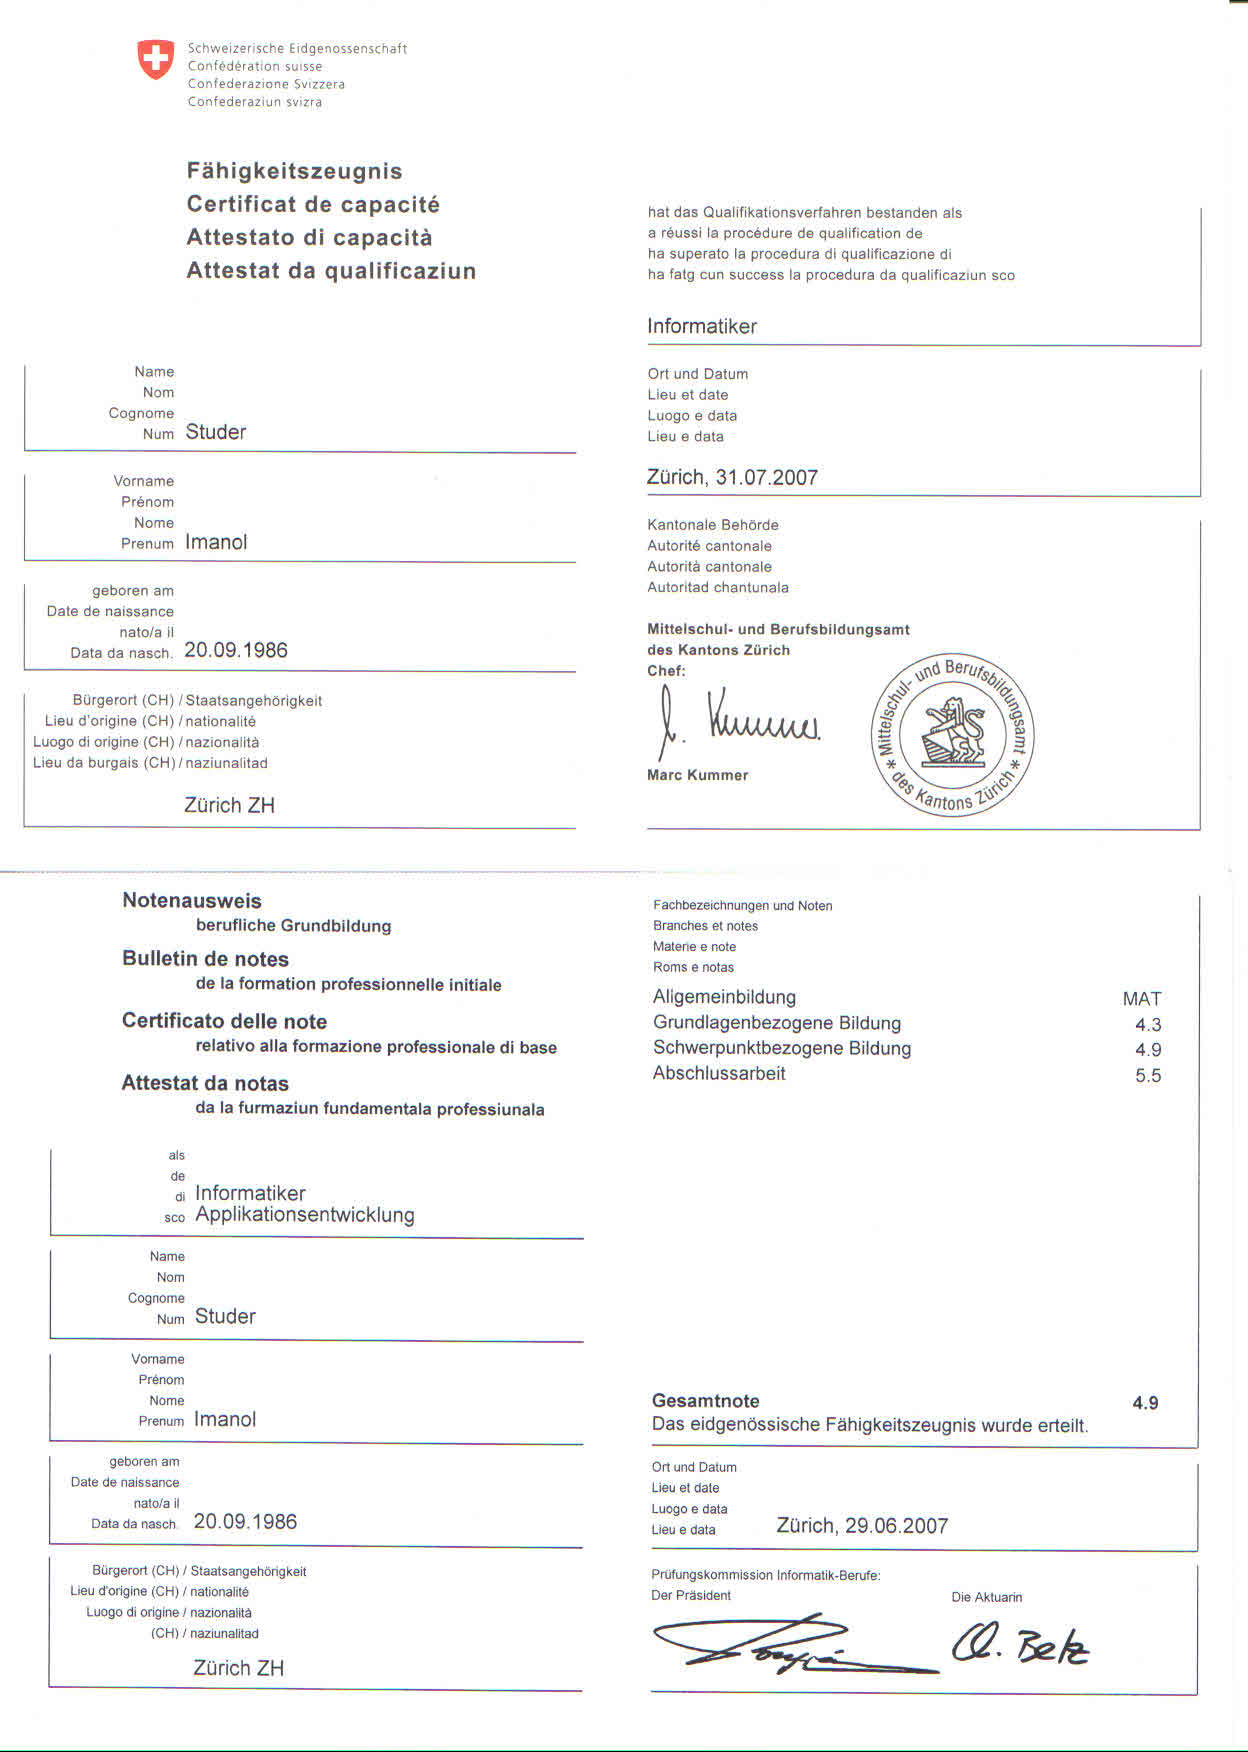 Schweizerische Eidgenossenschaft
Confédération suisse
Confederazione Svizzera
Confederaziun svizra
Fähigkeitszeugnis
Certificat de capacité
Attestato di capacità
Attestat da qualificaziun
Name
Nom
Cognome
Num Studer
Vorname
Prénom
Nome
Prenum Imanol
geboren am
Date de naissance
nato/a il
Data da nasch. 20.09.1986
Bürgerort (CH) / Staatsangehörigkeit
Lieu d'origine (CH) / nationalité
Luogo di origine (CH) / nazionalità
Lieu da burgais (CH) / naziunalitad
Zürich ZH
hat das Qualifikationsverfahren bestanden als
a réussi la procédure de qualification de
ha superato la procedura di qualificazione di
ha fatg cun success la procedura da qualificaziun sco
Informatiker
Ort und Datum
Lieu et date
Luogo e data
Lieu e data
Zürich, 31.07.2007
Kantonale Behörde
Autorité cantonale
Autorità cantonale
Autoritad chantunala
Mittelschul- und Berufsbildungsamt
des Kantons Zürich
Chef:
Kummer
Marc Kummer
Mittelschul- und Berufsbildungsamt
* des Kantons Zürich *
Notenausweis
berufliche Grundbildung
Bulletin de notes
de la formation professionnelle initiale
Certificato delle note
relativo alla formazione professionale di base
Attestat da notas
da la furmaziun fundamentala professiunala
als
de
di Informatiker
sco Applikationsentwicklung
Name
Nom
Cognome
Num Studer
Vorname
Prénom
Nome
Prenum Imanol
geboren am
Date de naissance
nato/a il
Data da nasch. 20.09.1986
Bürgerort (CH) / Staatsangehörigkeit
Lieu d'origine (CH) / nationalité
Luogo di origine / nazionalità
(CH) / naziunalitad
Zürich ZH
Fachbezeichnungen und Noten
Branches et notes
Materie e note
Roms e notas
Allgemeinbildung MAT
Grundlagenbezogene Bildung 4.3
Schwerpunktbezogene Bildung 4.9
Abschlussarbeit 5.5
Gesamtnote 4.9
Das eidgenössische Fähigkeitszeugnis wurde erteilt.
Ort und Datum
Lieu et date
Luogo e data
Lieu e data Zürich, 29.06.2007
Prüfungskommission Informatik-Berufe:
Der Präsident Die Aktuarin
A. Betz